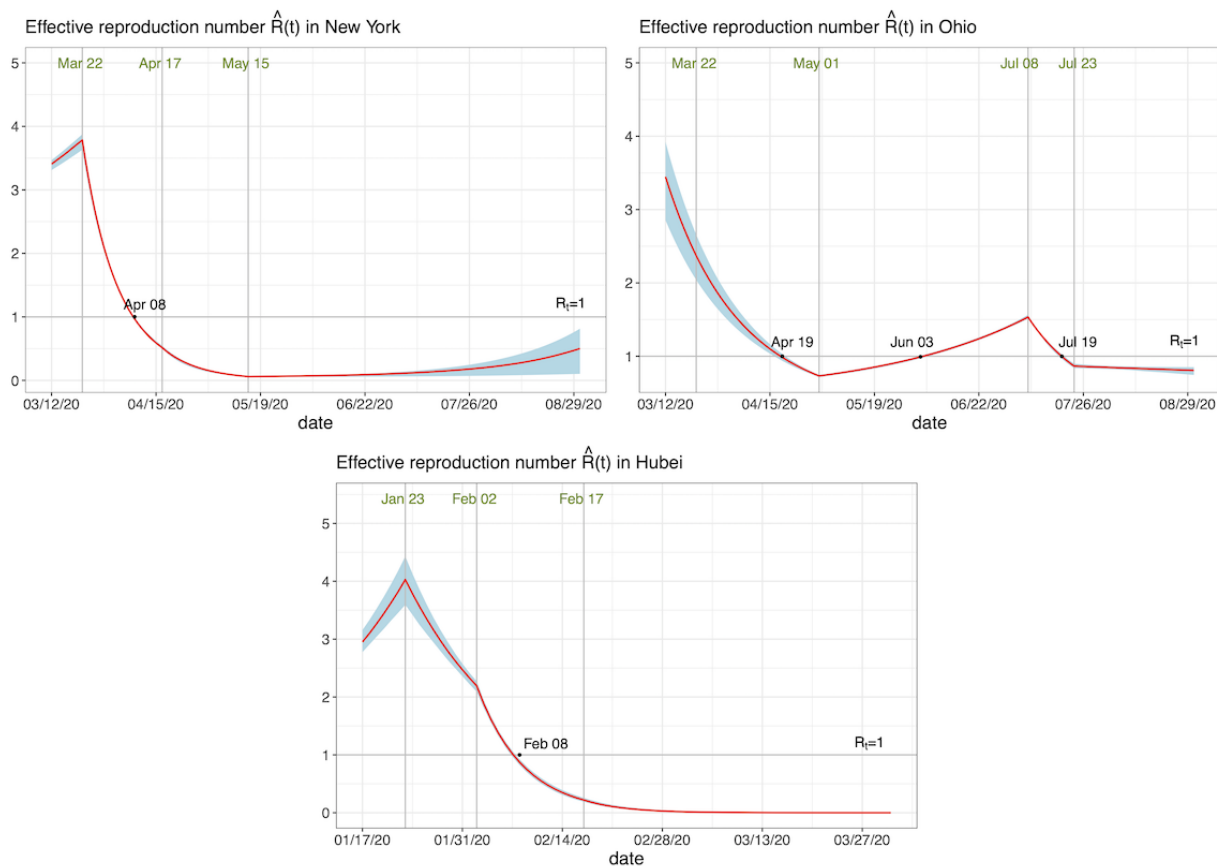 Effective reproduction number R̂(t) in New York
Mar 22 Apr 17 May 15
5
4
3
2
1
0
Apr 08
Rₜ=1
03/12/20 04/15/20 05/19/20 06/22/20 07/26/20 08/29/20
date
Effective reproduction number R̂(t) in Ohio
Mar 22 May 01 Jul 08 Jul 23
5
4
3
2
1
Apr 19 Jun 03 Jul 19 Rₜ=1
03/12/20 04/15/20 05/19/20 06/22/20 07/26/20 08/29/20
date
Effective reproduction number R̂(t) in Hubei
Jan 23 Feb 02 Feb 17
5
4
3
2
1
0
Feb 08 Rₜ=1
01/17/20 01/31/20 02/14/20 02/28/20 03/13/20 03/27/20
date